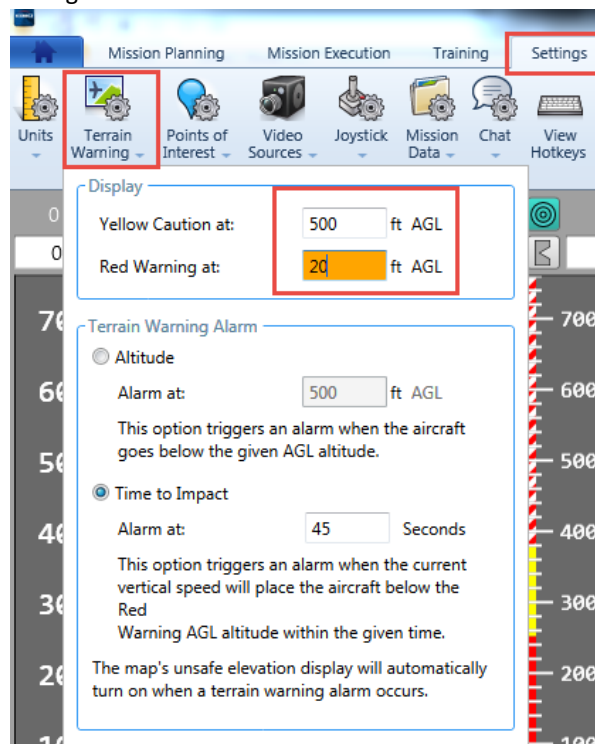 Mission Planning Mission Execution Training Settings
Units Terrain Warning Points of Interest Video Sources Joystick Mission Data Chat View Hotkeys
Display
0
Yellow Caution at: 500 ft AGL
0
Red Warning at: 20 ft AGL
Terrain Warning Alarm
700
Altitude
Alarm at: 500 ft AGL
600
This option triggers an alarm when the aircraft
goes below the given AGL altitude.
500
Time to Impact
Alarm at: 45 Seconds
400
This option triggers an alarm when the current
vertical speed will place the aircraft below the
Red
300
Warning AGL altitude within the given time.
The map's unsafe elevation display will automatically
200
turn on when a terrain warning alarm occurs.